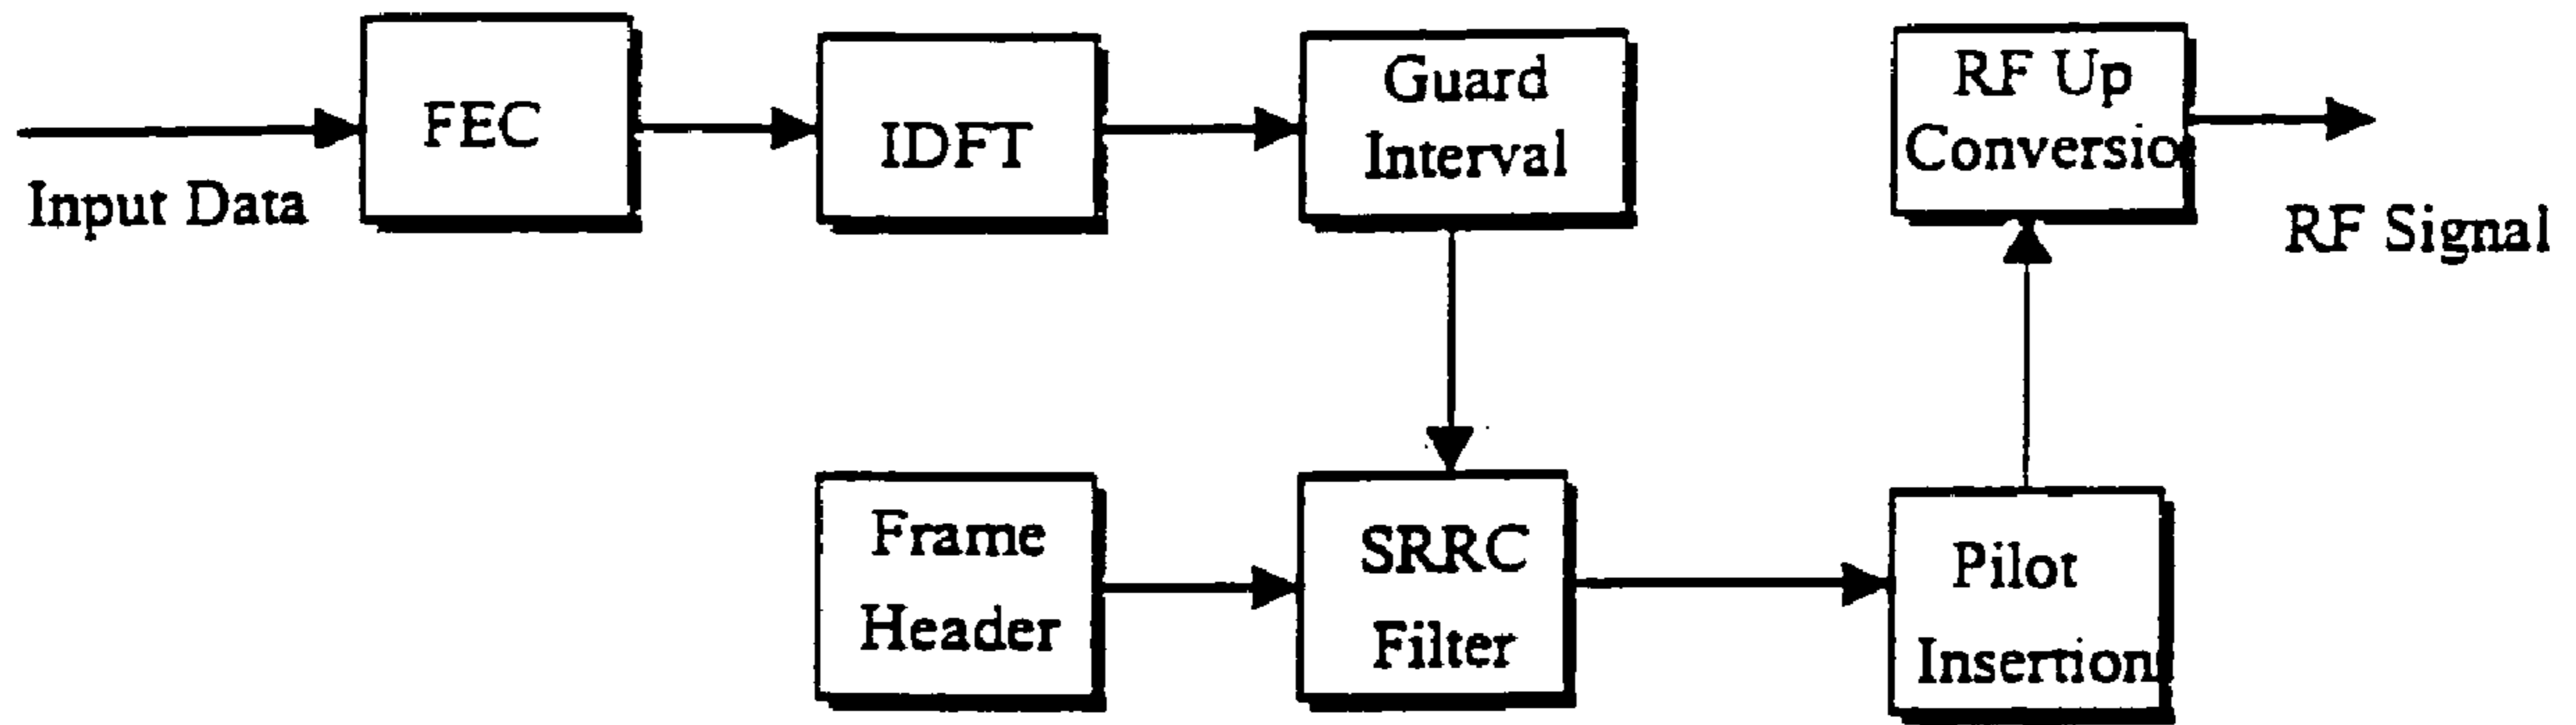 FEC
IDFT
Guard
Interval
RF Up
Conversio
Input Data
RF Signal
Frame
Header
SRRC
Filter
Pilot
Insertion